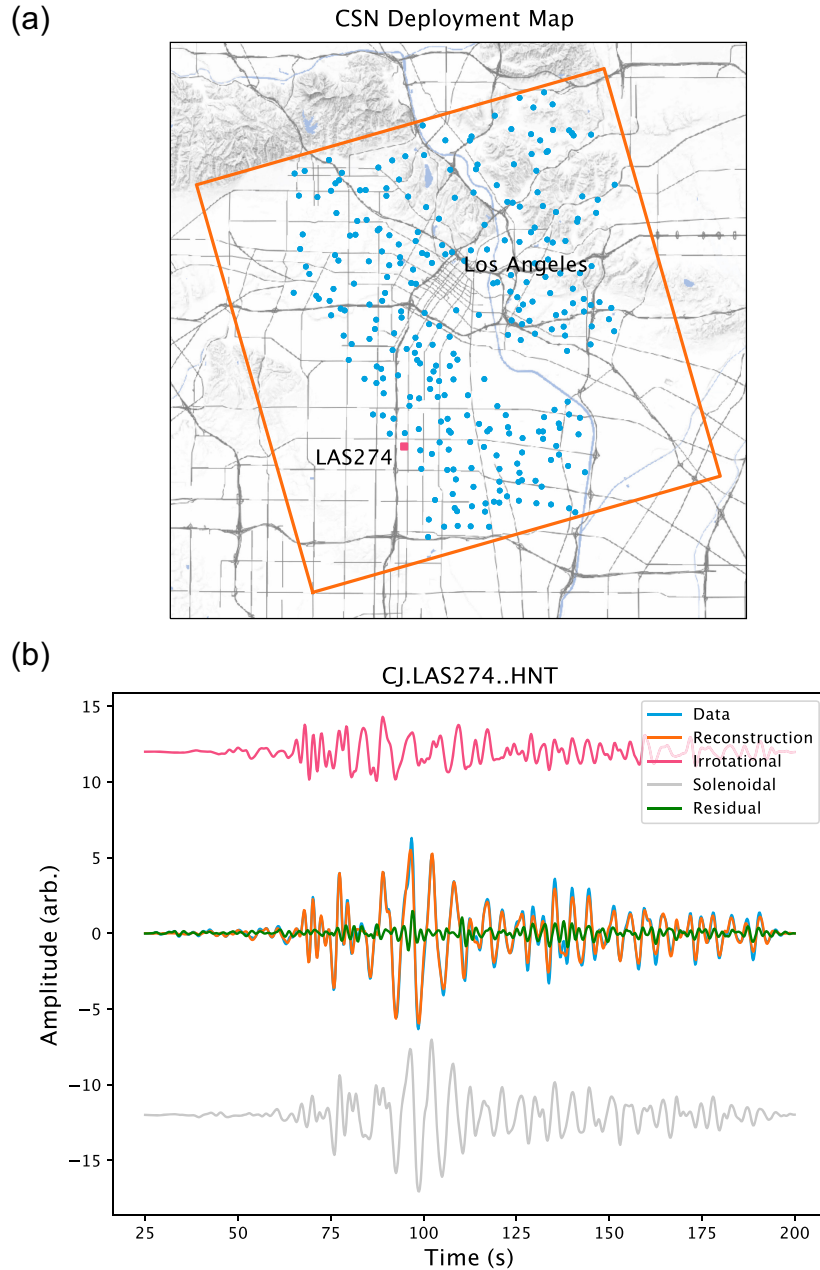 (a)
CSN Deployment Map
Los Angeles
LAS274
(b)
CJ.LAS274..HNT
Data
Reconstruction
Irrotational
Solenoidal
Residual
Amplitude (arb.)
15
10
5
0
−5
−10
−15
25
50
75
100
125
150
175
200
Time (s)